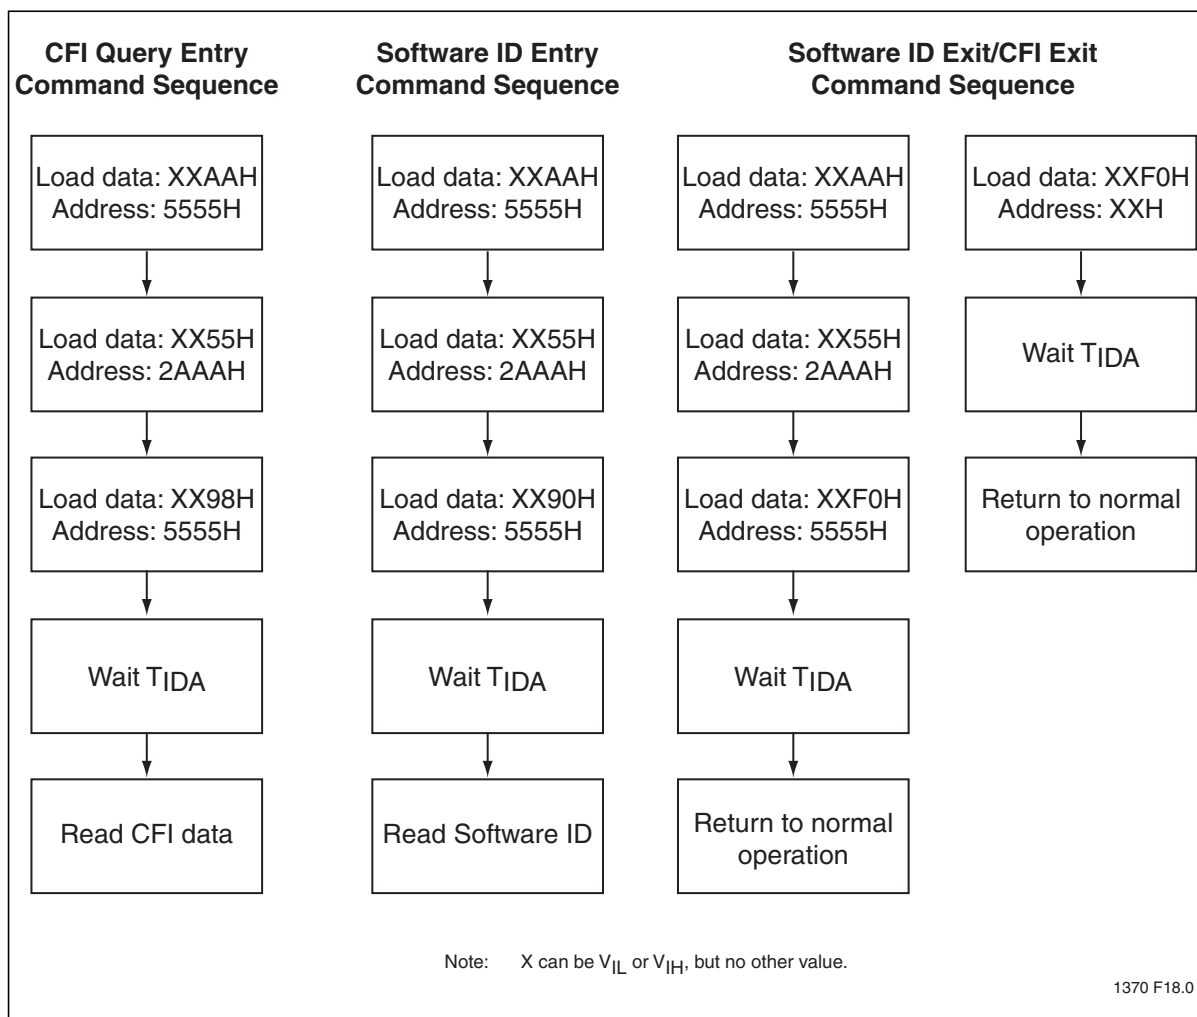 CFI Query Entry
Command Sequence
Load data: XXAAH
Address: 5555H
Load data: XX55H
Address: 2AAAH
Load data: XX98H
Address: 5555H
Wait TIDA
Read CFI data
Software ID Entry
Command Sequence
Load data: XXAAH
Address: 5555H
Load data: XX55H
Address: 2AAAH
Load data: XX90H
Address: 5555H
Wait TIDA
Read Software ID
Software ID Exit/CFI Exit
Command Sequence
Load data: XXAAH
Address: 5555H
Load data: XX55H
Address: 2AAAH
Load data: XXF0H
Address: 5555H
Wait TIDA
Return to normal
operation
Load data: XXF0H
Address: XXH
Wait TIDA
Return to normal
operation
Note: X can be VIL or VIH, but no other value.
1370 F18.0